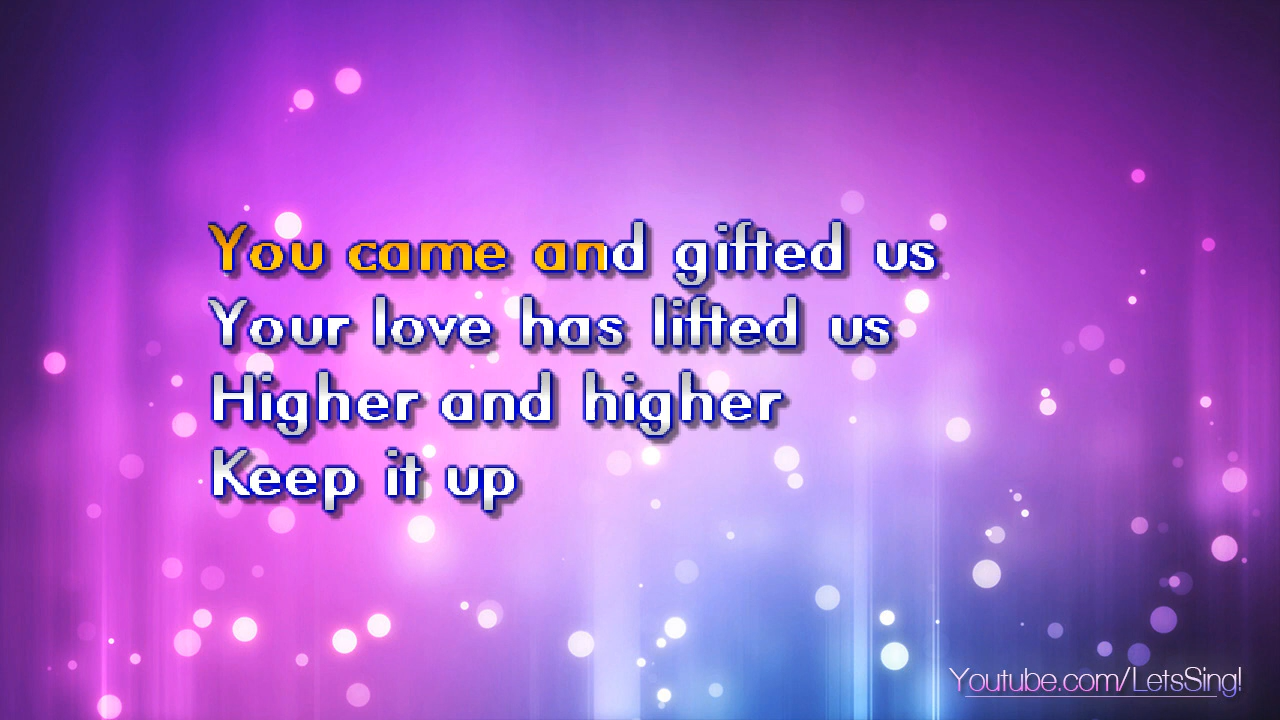 You came and gifted us
Your love has lifted us
Higher and higher
Keep it up
Youtube.com/LetsSing!